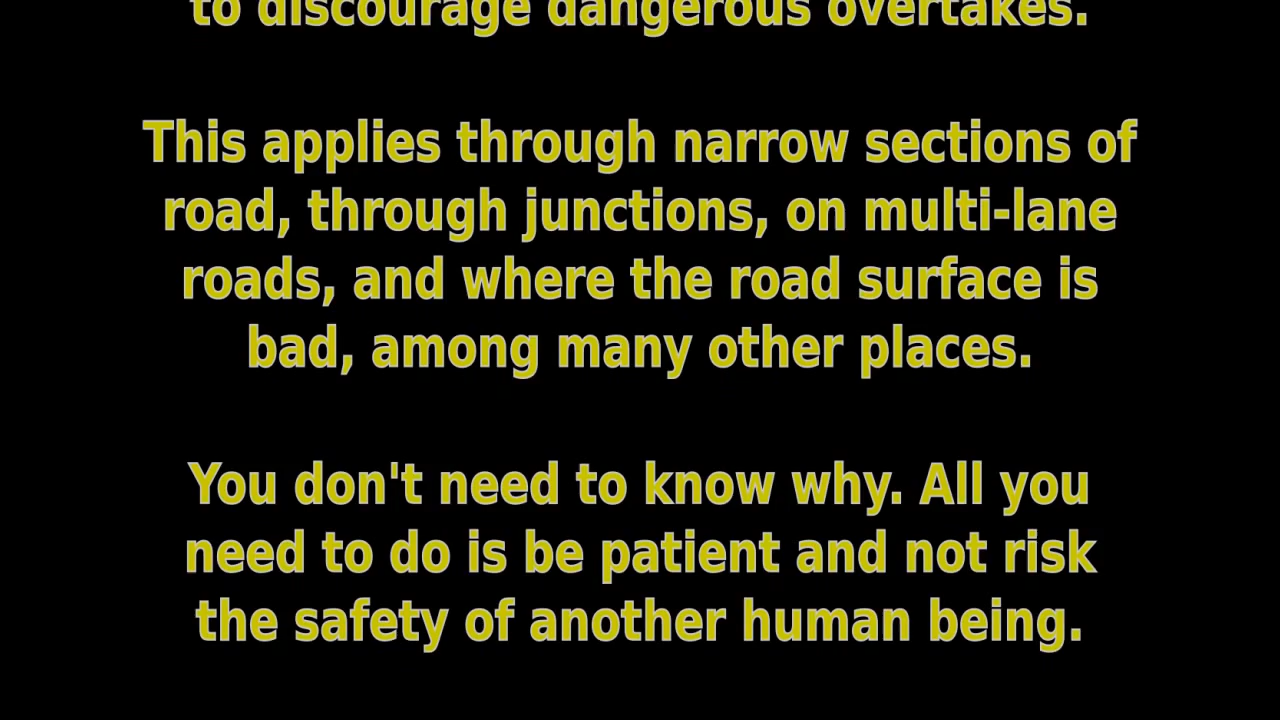 to discourage dangerous overtakes.
This applies through narrow sections of
road, through junctions, on multi-lane
roads, and where the road surface is
bad, among many other places.
You don't need to know why. All you
need to do is be patient and not risk
the safety of another human being.